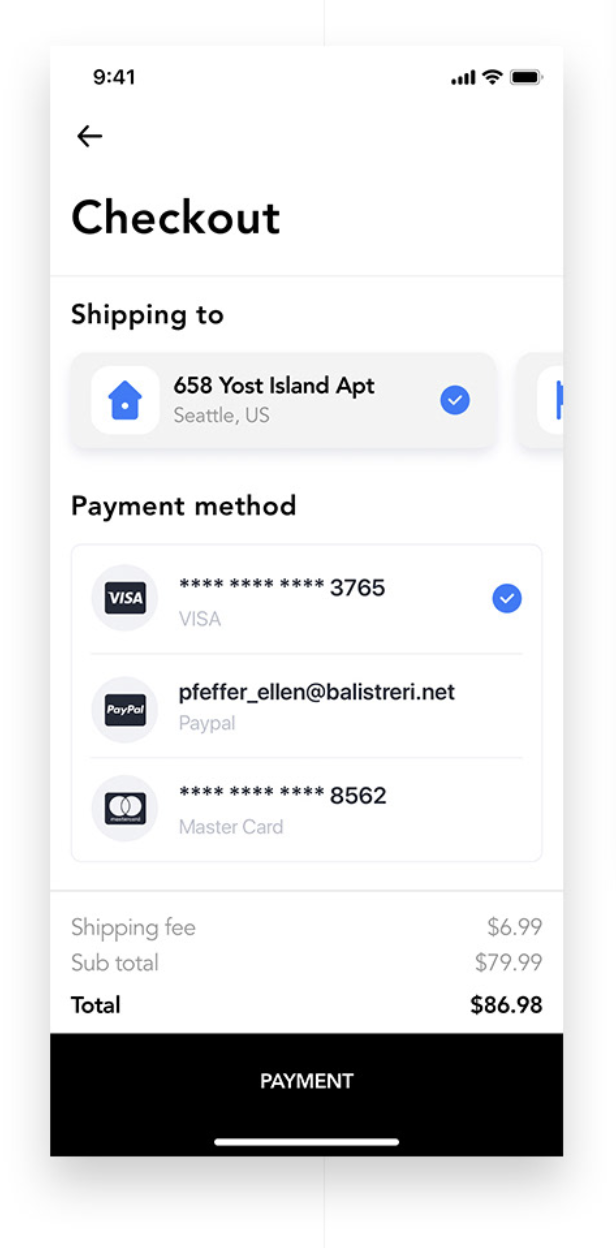 9:41
Checkout
Shipping to
658 Yost Island Apt
Seattle, US
Payment method
VISA
**** **** **** 3765
VISA
PayPal
pfeffer_ellen@balistreri.net
Paypal
**** **** **** 8562
mastercard
Master Card
Shipping fee $6.99
Sub total $79.99
Total $86.98
PAYMENT